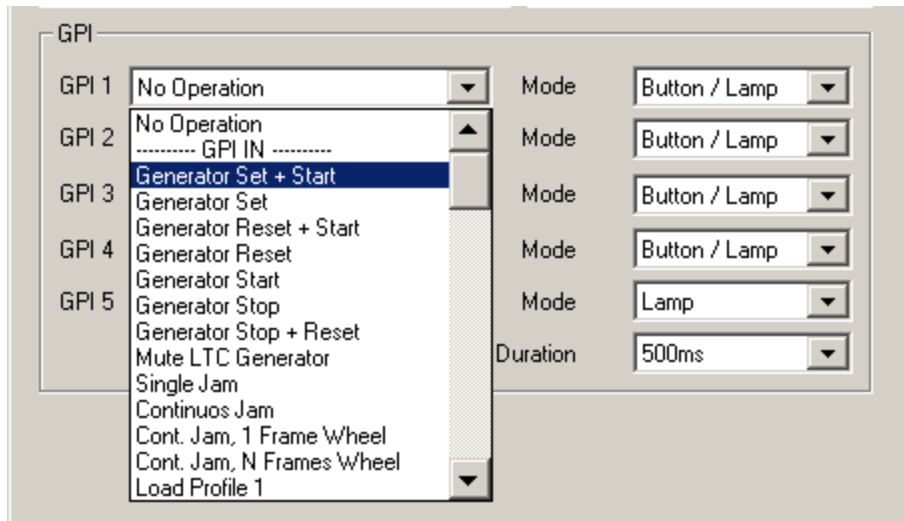 GPI
GPI 1 No Operation Mode Button / Lamp
No Operation
GPI 2 Mode Button / Lamp
---------- GPI IN ----------
Generator Set + Start
GPI 3 Generator Set Mode Button / Lamp
Generator Reset + Start
GPI 4 Generator Reset Mode Button / Lamp
Generator Start
GPI 5 Generator Stop Mode Lamp
Generator Stop + Reset
Mute LTC Generator Duration 500ms
Single Jam
Continuos Jam
Cont. Jam, 1 Frame Wheel
Cont. Jam, N Frames Wheel
Load Profile 1